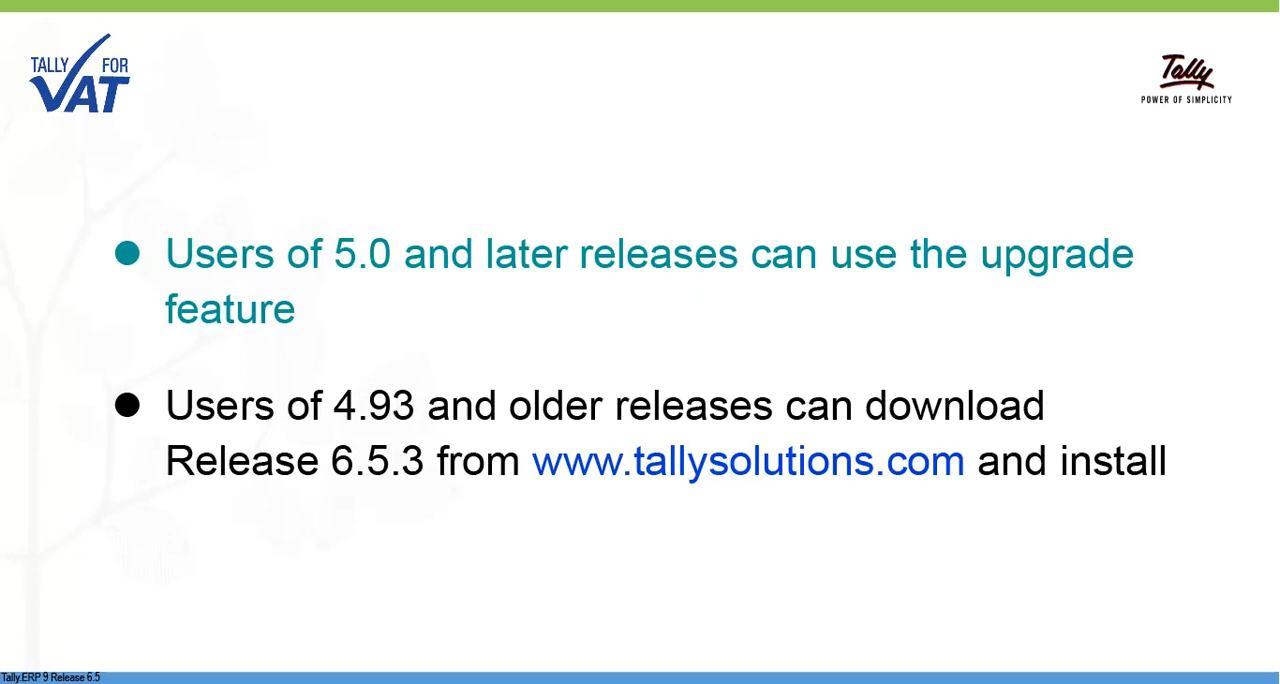 TALLY FOR
VAT
Tally
POWER OF SIMPLICITY
● Users of 5.0 and later releases can use the upgrade
feature
● Users of 4.93 and older releases can download
Release 6.5.3 from www.tallysolutions.com and install
Tally.ERP 9 Release 6.5